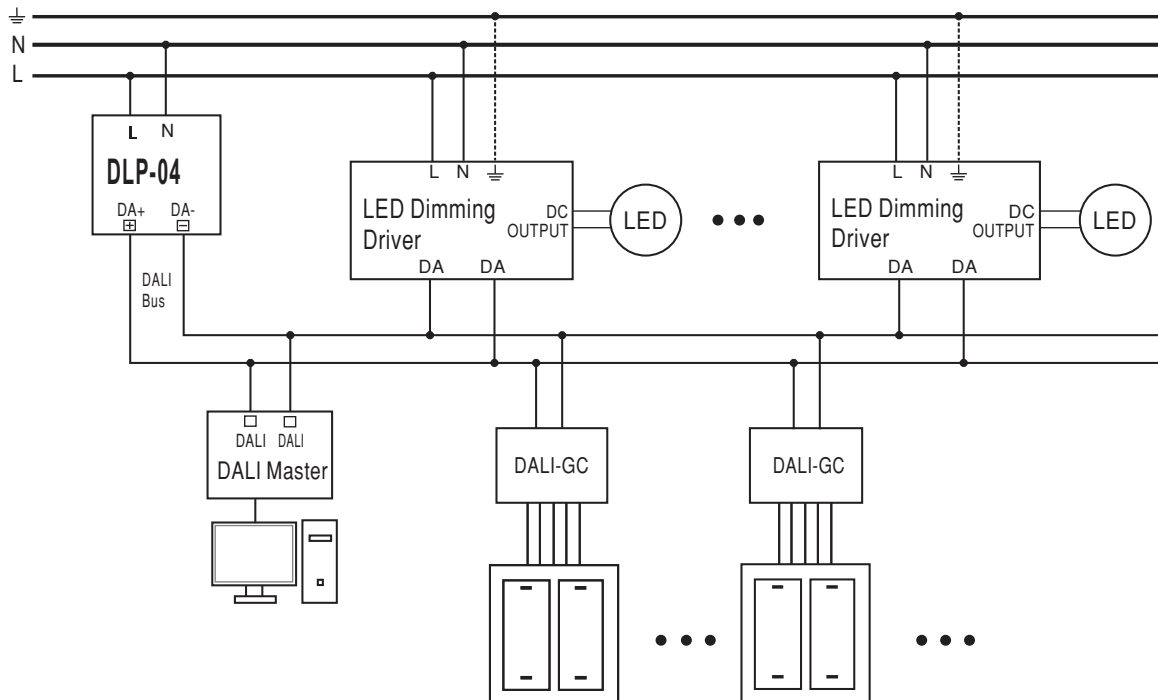 N
L
L N
DLP-04
DA+ DA-
DALI
Bus
L N
LED Dimming
Driver
DC
OUTPUT
DA DA
LED
L N
LED Dimming
Driver
DC
OUTPUT
DA DA
LED
DALI DALI
DALI Master
DALI-GC
DALI-GC